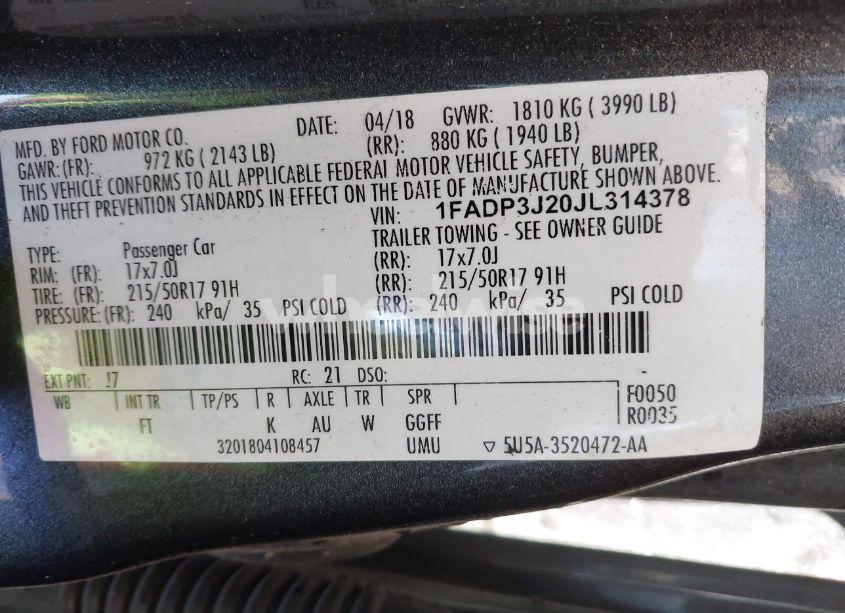 MFD. BY FORD MOTOR CO. DATE: 04/18 GVWR: 1810 KG ( 3990 LB)
GAWR: (FR): 972 KG ( 2143 LB) (RR): 880 KG ( 1940 LB)
THIS VEHICLE CONFORMS TO ALL APPLICABLE FEDERAL MOTOR VEHICLE SAFETY, BUMPER,
AND THEFT PREVENTION STANDARDS IN EFFECT ON THE DATE OF MANUFACTURE SHOWN ABOVE.
VIN: 1FADP3J20JL314378
TYPE: Passenger Car TRAILER TOWING - SEE OWNER GUIDE
RIM: (FR): 17x7.0J (RR): 17x7.0J
TIRE: (FR): 215/50R17 91H (RR): 215/50R17 91H
PRESSURE: (FR): 240 kPa/ 35 PSI COLD (RR): 240 kPa/ 35 PSI COLD
wheelwise
EXT PNT: J7 RC: 21 DSO:
WB INT TR TP/PS R AXLE TR SPR F0050
FT K AU W GGFF R0035
3201804108457 UMU ▽ 5U5A-3520472-AA